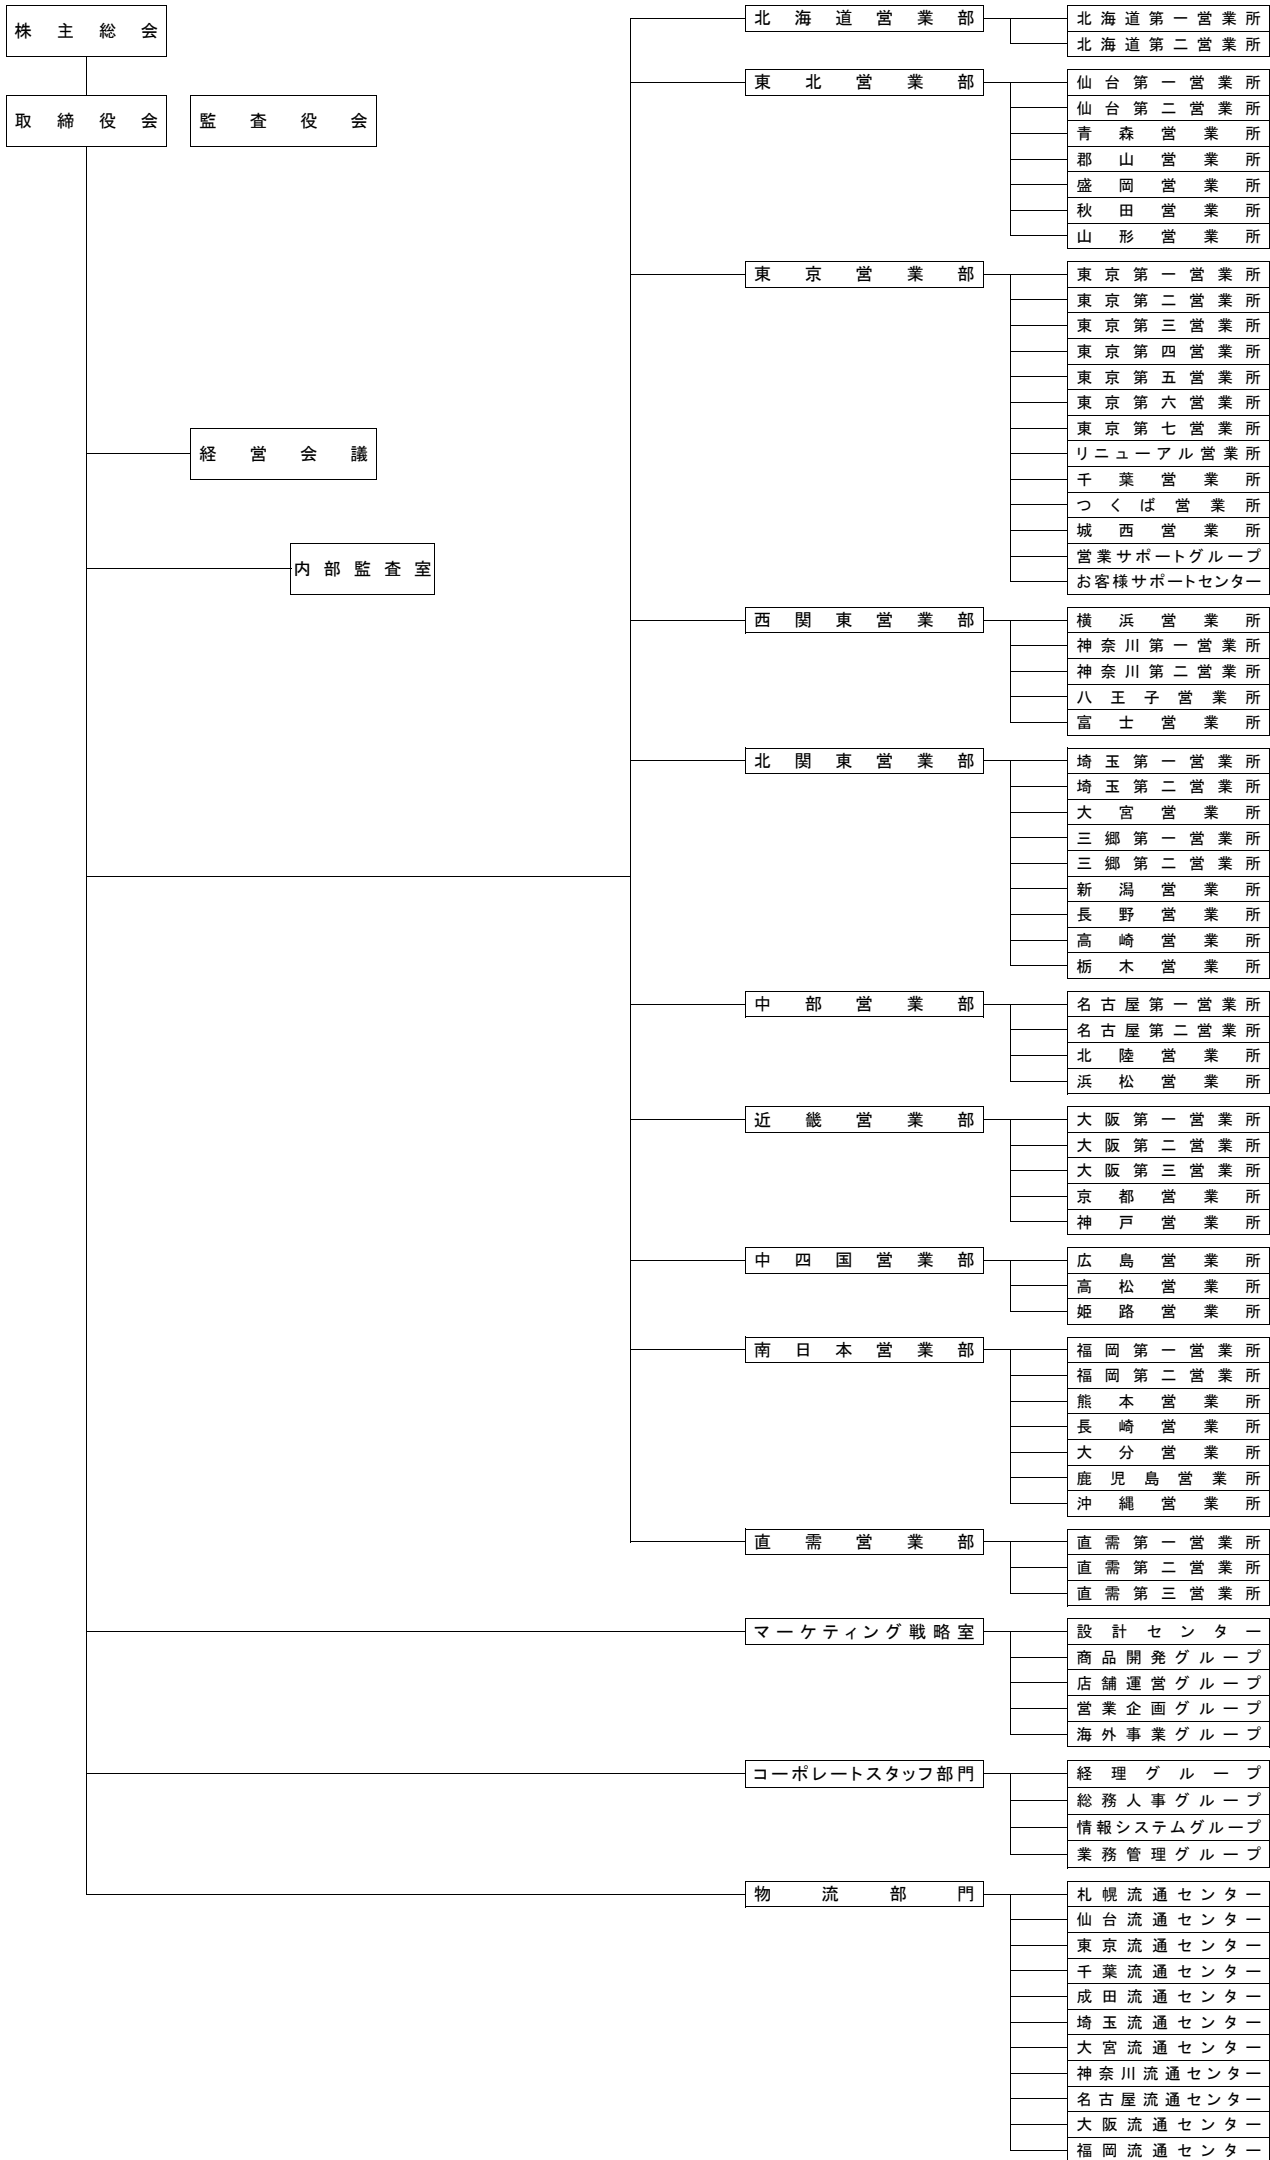 株主総会
取締役会
監査役会
経営会議
内部監査室
北海道営業部
北海道第一営業所
北海道第二営業所
東北営業部
仙台第一営業所
仙台第二営業所
青森営業所
郡山営業所
盛岡営業所
秋田営業所
山形営業所
東京営業部
東京第一営業所
東京第二営業所
東京第三営業所
東京第四営業所
東京第五営業所
東京第六営業所
東京第七営業所
リニューアル営業所
千葉営業所
つくば営業所
城西営業所
営業サポートグループ
お客様サポートセンター
西関東営業部
横浜営業所
神奈川第一営業所
神奈川第二営業所
八王子営業所
富士営業所
北関東営業部
埼玉第一営業所
埼玉第二営業所
大宮営業所
三郷第一営業所
三郷第二営業所
新潟営業所
長野営業所
高崎営業所
栃木営業所
中部営業部
名古屋第一営業所
名古屋第二営業所
北陸営業所
浜松営業所
近畿営業部
大阪第一営業所
大阪第二営業所
大阪第三営業所
京都営業所
神戸営業所
中四国営業部
広島営業所
高松営業所
姫路営業所
南日本営業部
福岡第一営業所
福岡第二営業所
熊本営業所
長崎営業所
大分営業所
鹿児島営業所
沖縄営業所
直需営業部
直需第一営業所
直需第二営業所
直需第三営業所
マーケティング戦略室
設計センター
商品開発グループ
店舗運営グループ
営業企画グループ
海外事業グループ
コーポレートスタッフ部門
経理グループ
総務人事グループ
情報システムグループ
業務管理グループ
物流部門
札幌流通センター
仙台流通センター
東京流通センター
千葉流通センター
成田流通センター
埼玉流通センター
大宮流通センター
神奈川流通センター
名古屋流通センター
大阪流通センター
福岡流通センター